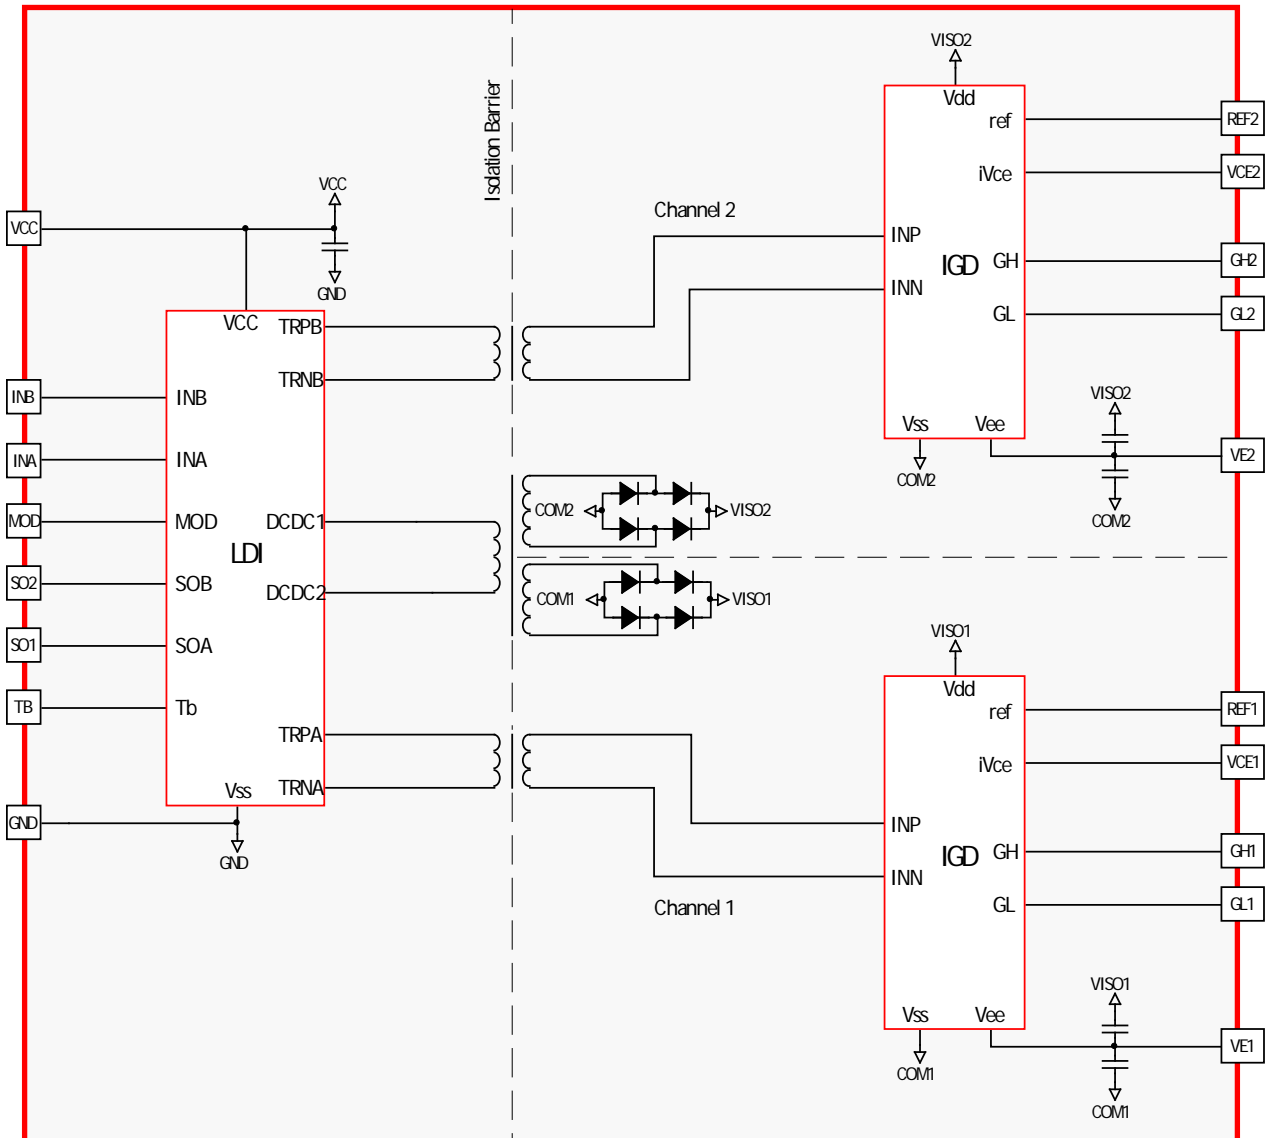 VISO2
Vdd
ref
REF2
iVce
VCE2
Isolation Barrier
VCC
VCC
Channel 2
INP
IGD
GH
GH2
INN
GND
GL
GL2
VCC
TRPB
TRNB
INB
INB
VISO2
Vss
Vee
VE2
INA
INA
COM2
COM2
MOD
MOD
DCDC1
COM2
VISO2
LDI
SO2
SOB
DCDC2
COM1
VISO1
SO1
SOA
VISO1
Vdd
TB
Tb
ref
REF1
TRPA
iVce
VCE1
TRNA
Vss
GND
INP
IGD
GH
GH1
GND
INN
GL
GL1
Channel 1
VISO1
Vss
Vee
VE1
COM1
COM1